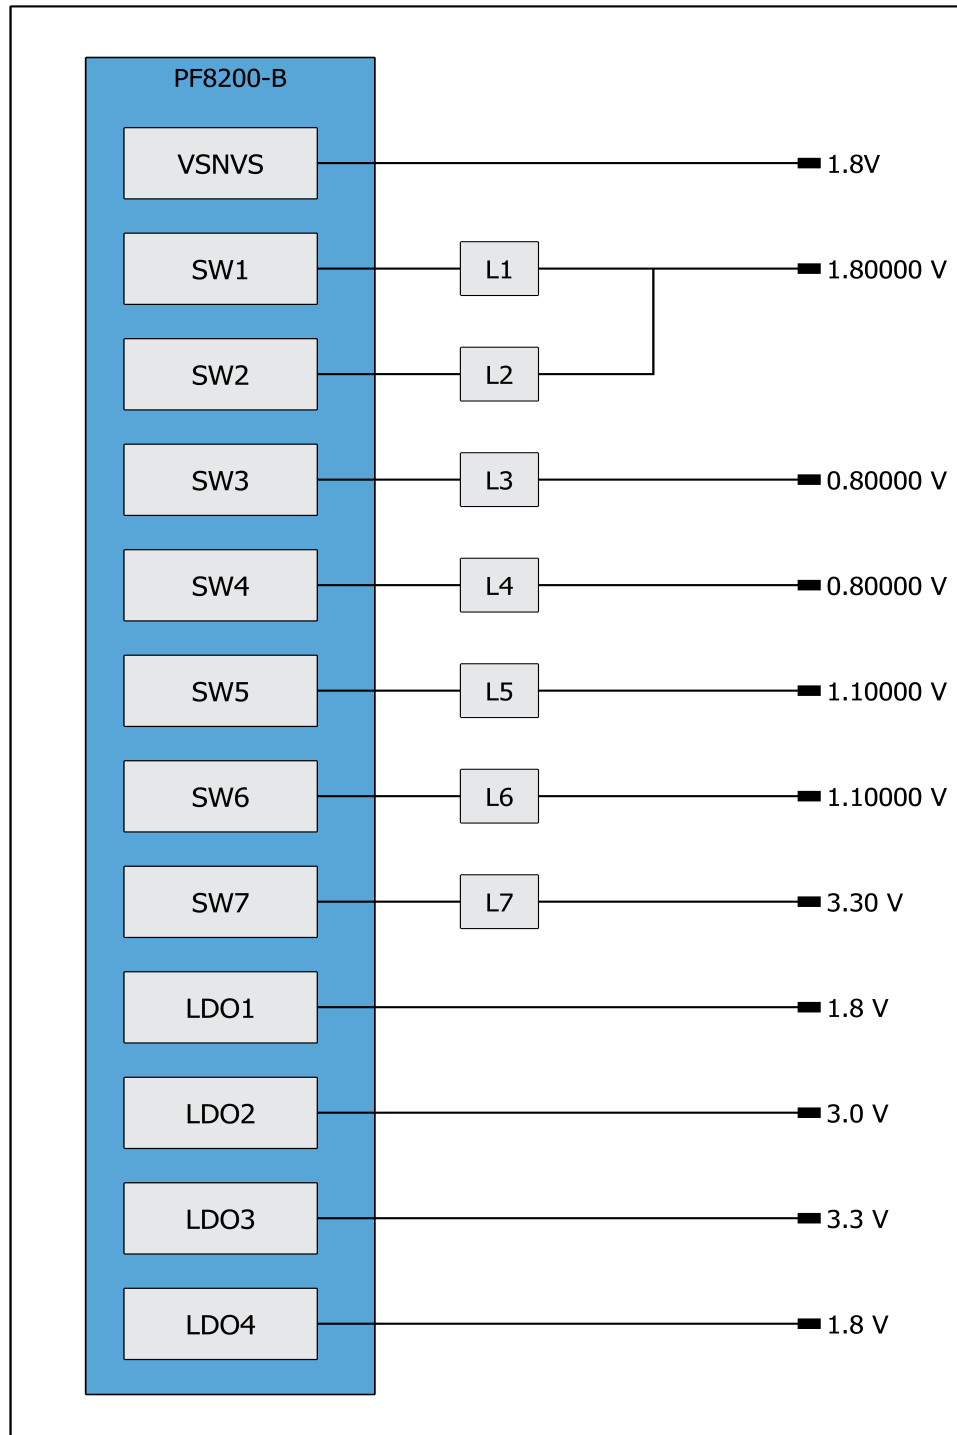 PF8200-B
VSNVS 1.8V
SW1 L1 1.80000 V
SW2 L2
SW3 L3 0.80000 V
SW4 L4 0.80000 V
SW5 L5 1.10000 V
SW6 L6 1.10000 V
SW7 L7 3.30 V
LDO1 1.8 V
LDO2 3.0 V
LDO3 3.3 V
LDO4 1.8 V